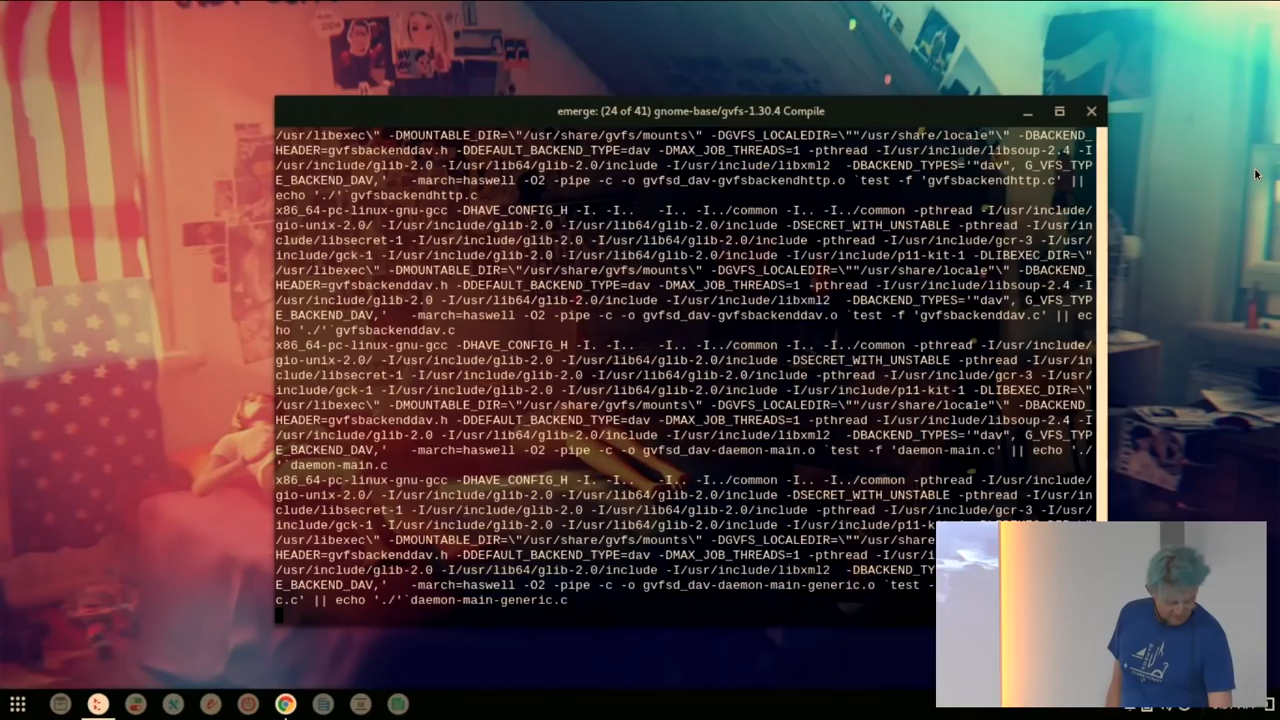 emerge: (24 of 41) gnome-base/gvfs-1.30.4 Compile
/usr/libexec\" -DMOUNTABLE_DIR=\"/usr/share/gvfs/mounts\" -DGVFS_LOCALEDIR=\""/usr/share/locale"\" -DBACKEND_
HEADER=gvfsbackenddav.h -DDEFAULT_BACKEND_TYPE=dav -DMAX_JOB_THREADS=1 -pthread -I/usr/include/libsoup-2.4 -I
/usr/include/glib-2.0 -I/usr/lib64/glib-2.0/include -I/usr/include/libxml2  -DBACKEND_TYPES='"dav", G_VFS_TYP
E_BACKEND_DAV,'   -march=haswell -O2 -pipe -c -o gvfsd_dav-gvfsbackendhttp.o `test -f 'gvfsbackendhttp.c' ||
echo './'`gvfsbackendhttp.c
x86_64-pc-linux-gnu-gcc -DHAVE_CONFIG_H -I. -I..   -I.. -I../common -I.. -I../common -pthread -I/usr/include/
gio-unix-2.0/ -I/usr/include/glib-2.0 -I/usr/lib64/glib-2.0/include -DSECRET_WITH_UNSTABLE -pthread -I/usr/in
clude/libsecret-1 -I/usr/include/glib-2.0 -I/usr/lib64/glib-2.0/include -pthread -I/usr/include/gcr-3 -I/usr/
include/gck-1 -I/usr/include/glib-2.0 -I/usr/lib64/glib-2.0/include -I/usr/include/p11-kit-1 -DLIBEXEC_DIR=\"
/usr/libexec\" -DMOUNTABLE_DIR=\"/usr/share/gvfs/mounts\" -DGVFS_LOCALEDIR=\""/usr/share/locale"\" -DBACKEND_
HEADER=gvfsbackenddav.h -DDEFAULT_BACKEND_TYPE=dav -DMAX_JOB_THREADS=1 -pthread -I/usr/include/libsoup-2.4 -I
/usr/include/glib-2.0 -I/usr/lib64/glib-2.0/include -I/usr/include/libxml2  -DBACKEND_TYPES='"dav", G_VFS_TYP
E_BACKEND_DAV,'   -march=haswell -O2 -pipe -c -o gvfsd_dav-gvfsbackenddav.o `test -f 'gvfsbackenddav.c' || ec
ho './'`gvfsbackenddav.c
x86_64-pc-linux-gnu-gcc -DHAVE_CONFIG_H -I. -I..   -I.. -I../common -I.. -I../common -pthread -I/usr/include/
gio-unix-2.0/ -I/usr/include/glib-2.0 -I/usr/lib64/glib-2.0/include -DSECRET_WITH_UNSTABLE -pthread -I/usr/in
clude/libsecret-1 -I/usr/include/glib-2.0 -I/usr/lib64/glib-2.0/include -pthread -I/usr/include/gcr-3 -I/usr/
include/gck-1 -I/usr/include/glib-2.0 -I/usr/lib64/glib-2.0/include -I/usr/include/p11-kit-1 -DLIBEXEC_DIR=\"
/usr/libexec\" -DMOUNTABLE_DIR=\"/usr/share/gvfs/mounts\" -DGVFS_LOCALEDIR=\""/usr/share/locale"\" -DBACKEND_
HEADER=gvfsbackenddav.h -DDEFAULT_BACKEND_TYPE=dav -DMAX_JOB_THREADS=1 -pthread -I/usr/include/libsoup-2.4 -I
/usr/include/glib-2.0 -I/usr/lib64/glib-2.0/include -I/usr/include/libxml2  -DBACKEND_TYPES='"dav", G_VFS_TYP
E_BACKEND_DAV,'   -march=haswell -O2 -pipe -c -o gvfsd_dav-daemon-main.o `test -f 'daemon-main.c' || echo './
'`daemon-main.c
x86_64-pc-linux-gnu-gcc -DHAVE_CONFIG_H -I. -I..   -I.. -I../common -I.. -I../common -pthread -I/usr/include/
gio-unix-2.0/ -I/usr/include/glib-2.0 -I/usr/lib64/glib-2.0/include -DSECRET_WITH_UNSTABLE -pthread -I/usr/in
clude/libsecret-1 -I/usr/include/glib-2.0 -I/usr/lib64/glib-2.0/include -pthread -I/usr/include/gcr-3 -I/usr/
include/gck-1 -I/usr/include/glib-2.0 -I/usr/lib64/glib-2.0/include -I/usr/include/p11-k
/usr/libexec\" -DMOUNTABLE_DIR=\"/usr/share/gvfs/mounts\" -DGVFS_LOCALEDIR=\""/usr/share
HEADER=gvfsbackenddav.h -DDEFAULT_BACKEND_TYPE=dav -DMAX_JOB_THREADS=1 -pthread -I/usr/i
/usr/include/glib-2.0 -I/usr/lib64/glib-2.0/include -I/usr/include/libxml2  -DBACKEND_TY
E_BACKEND_DAV,'   -march=haswell -O2 -pipe -c -o gvfsd_dav-daemon-main-generic.o `test -
c.c' || echo './'`daemon-main-generic.c